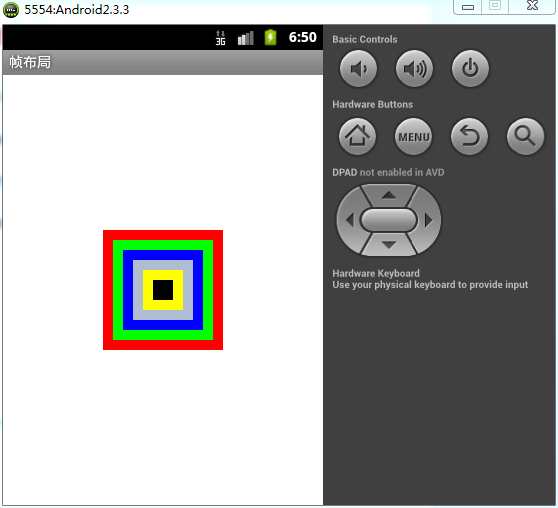 5554:Android2.3.3
3G 6:50
帧布局
Basic Controls
Hardware Buttons
MENU
DPAD not enabled in AVD
Hardware Keyboard
Use your physical keyboard to provide input